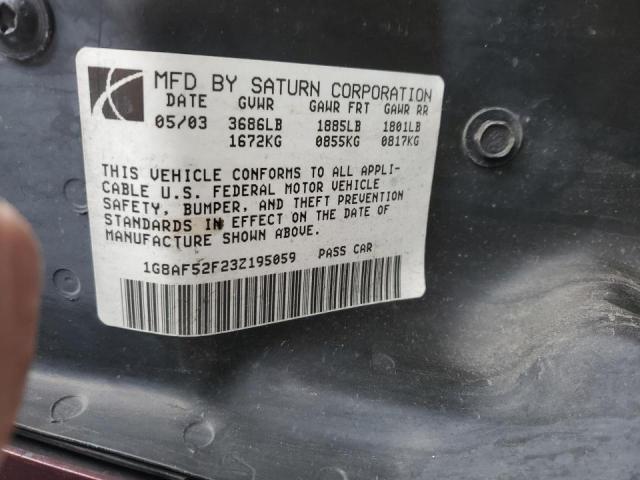 MFD BY SATURN CORPORATION
DATE GVWR GAWR FRT GAWR RR
05/03 3686LB 1885LB 1801LB
1672KG 0855KG 0817KG
THIS VEHICLE CONFORMS TO ALL APPLI-
CABLE U.S. FEDERAL MOTOR VEHICLE
SAFETY, BUMPER, AND THEFT PREVENTION
STANDARDS IN EFFECT ON THE DATE OF
MANUFACTURE SHOWN ABOVE.
1G8AF52F23Z195059 PASS CAR